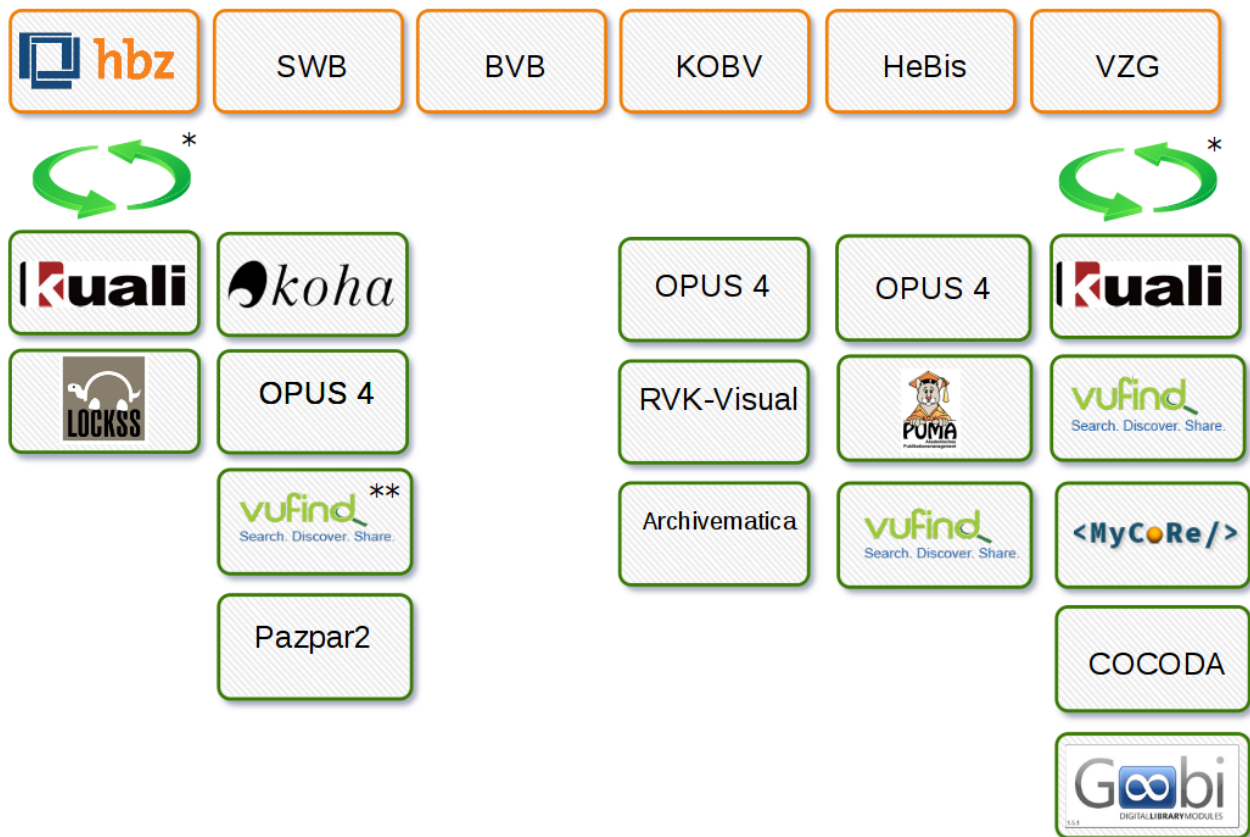 hbz
SWB
BVB
KOBV
HeBis
VZG
*
*
kuali
koha
OPUS 4
OPUS 4
kuali
LOCKSS
OPUS 4
RVK-Visual
PUMA
Akademisches
Publikationsmanagement
vufind
Search. Discover. Share.
vufind
**
Search. Discover. Share.
Archivematica
vufind
Search. Discover. Share.
<MyCoRe/>
Pazpar2
COCODA
Goobi
DIGITAL LIBRARY MODULES